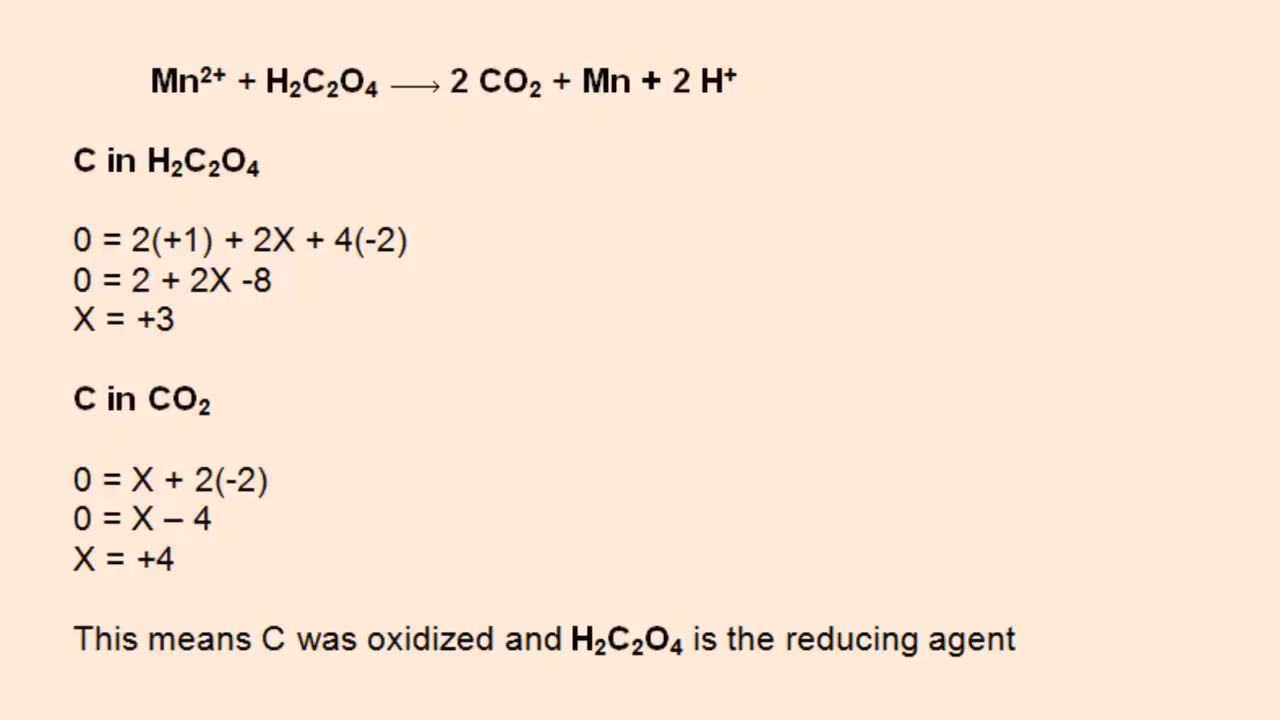 Mn²⁺ + H₂C₂O₄ ⟶ 2 CO₂ + Mn + 2 H⁺
C in H₂C₂O₄
0 = 2(+1) + 2X + 4(-2)
0 = 2 + 2X -8
X = +3
C in CO₂
0 = X + 2(-2)
0 = X – 4
X = +4
This means C was oxidized and H₂C₂O₄ is the reducing agent